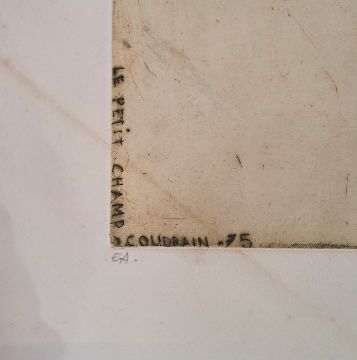 LE PETIT CHAMP
COUDRAIN .75
EA.